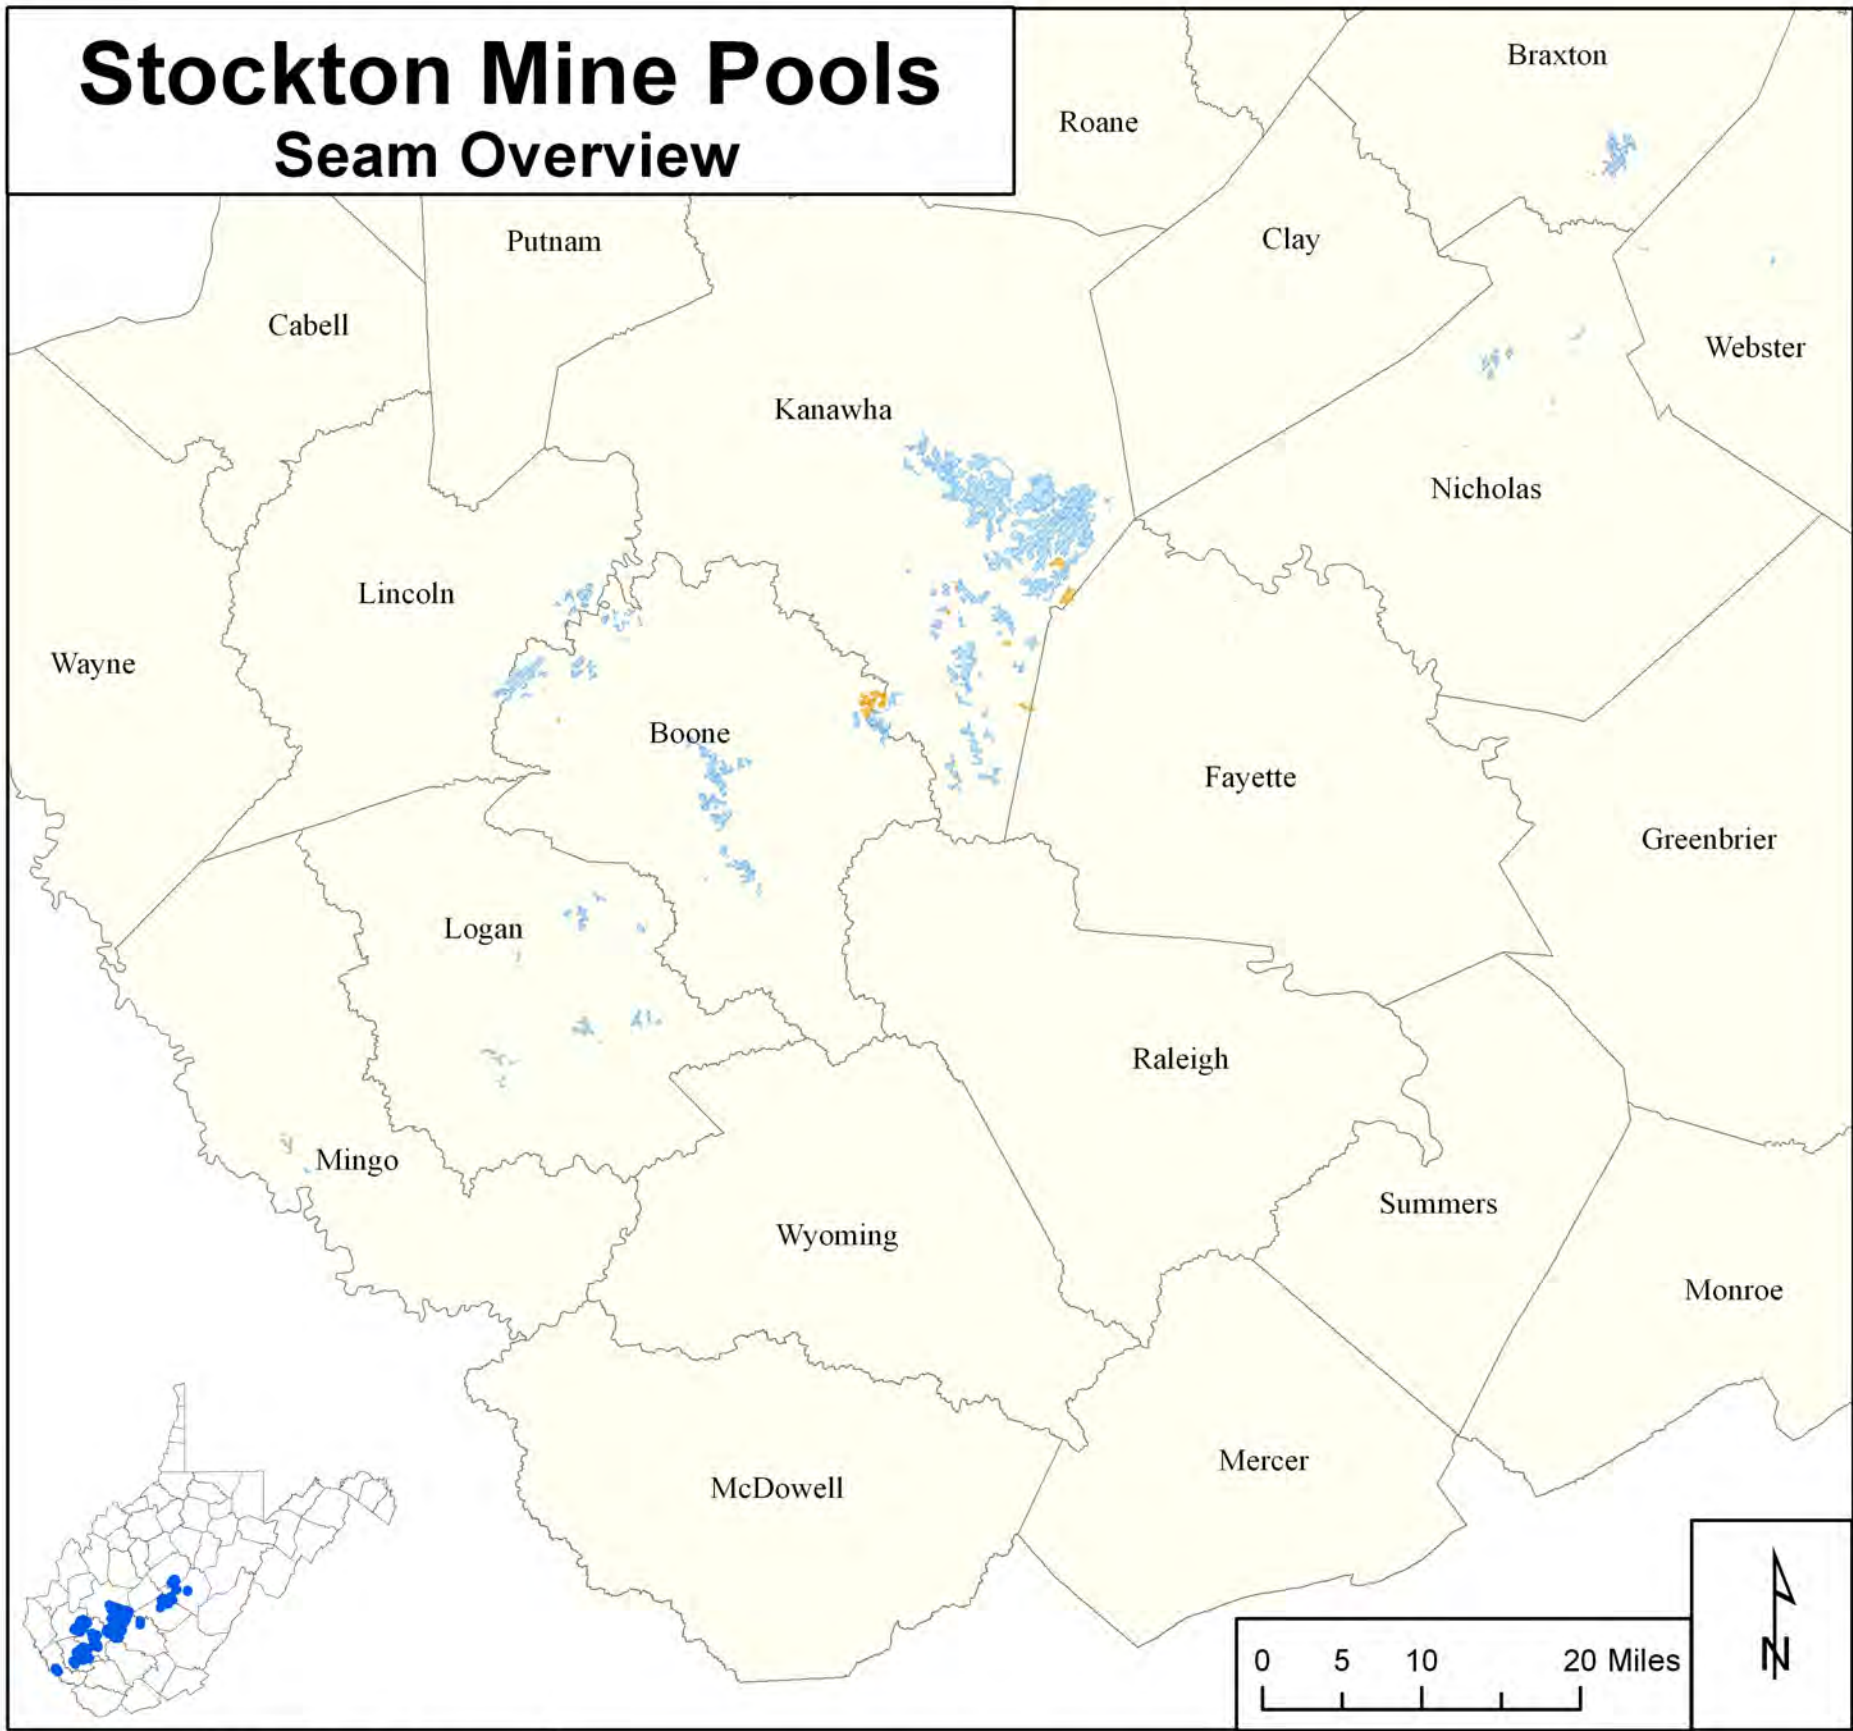 Stockton Mine Pools
Seam Overview
Braxton
Roane
Clay
Putnam
Cabell
Webster
Kanawha
Nicholas
Lincoln
Wayne
Boone
Fayette
Greenbrier
Logan
Raleigh
Mingo
Summers
Wyoming
Monroe
Mercer
McDowell
0 5 10 20 Miles
N